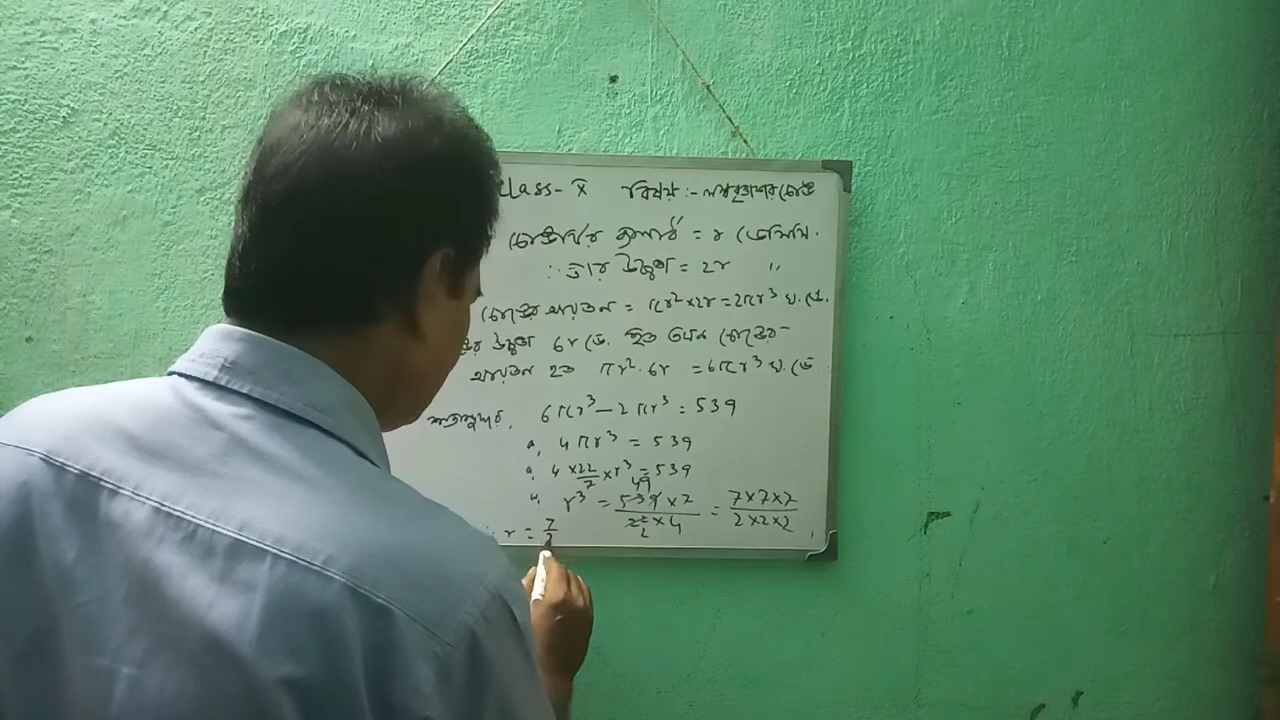 Class- X বিষয় :- লম্ববৃত্তাকার চোঙ
চোঙটির ব্যাসার্ধ = r ডেসিমি.
∴ তার উচ্চতা = 2r "
চোঙের আয়তন = πr² × 2r = 2πr³ ঘ. ডে.
উচ্চতা 6r ডে. হত তখন চোঙের
আয়তন হত πr² . 6r = 6πr³ ঘ. ডে
শর্তানুসারে, 6πr³ – 2πr³ = 539
a, 4πr³ = 539
a, 4 × 22/7 × r³ = 539
a, r³ = 539 × 7 / 22 × 4 = 7×7×7 / 2×2×2
r = 7/2